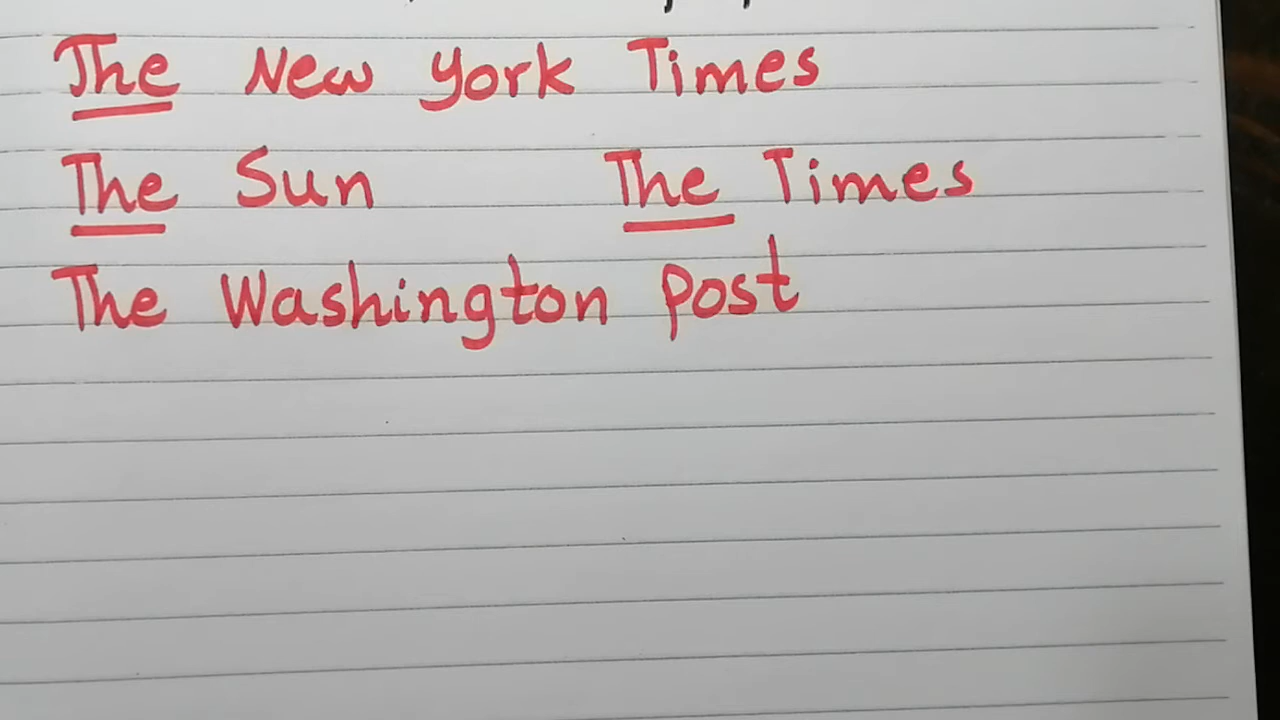 The New York Times
The Sun The Times
The Washington post